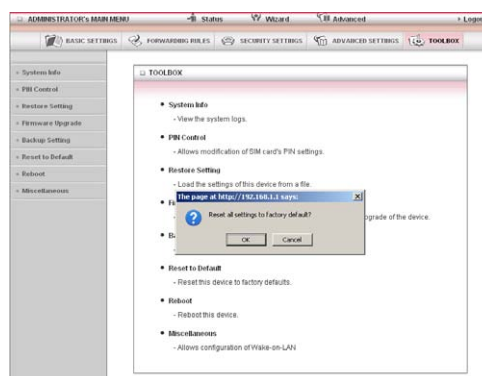 ADMINISTRATOR's MAIN MENU Status Wizard Advanced Logout
BASIC SETTINGS FORWARDING RULES SECURITY SETTINGS ADVANCED SETTINGS TOOLBOX
System Info
PIN Control
Restore Setting
Firmware Upgrade
Backup Setting
Reset to Default
Reboot
Miscellaneous
TOOLBOX
System Info
- View the system logs.
PIN Control
- Allows modification of SIM card's PIN settings.
Restore Setting
- Load the settings of this device from a file.
The page at http://192.168.1.1 says:
Reset all settings to factory default?
OK Cancel
pgrade of the device.
Reset to Default
- Reset this device to factory defaults.
Reboot
- Reboot this device.
Miscellaneous
- Allows configuration of Wake-on-LAN